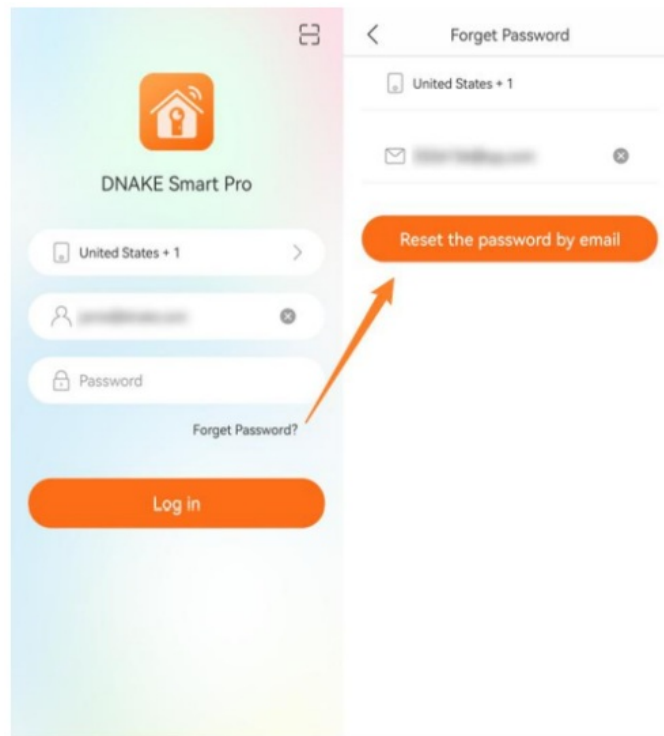 DNAKE Smart Pro
United States + 1
Password
Forget Password?
Log in
Forget Password
United States + 1
Reset the password by email